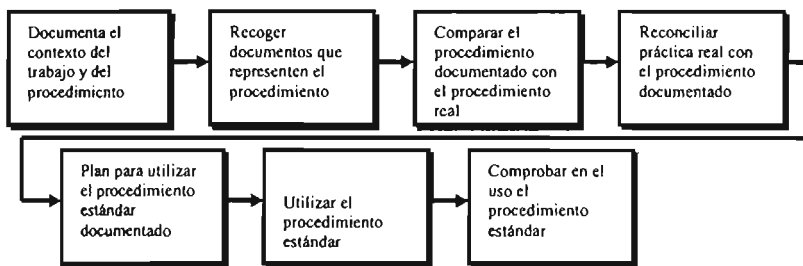 Documenta el
contexto del
trabajo y del
procedimiento
Recoger
documentos que
representen el
procedimiento
Comparar el
procedimiento
documentado con
el procedimiento
real
Reconciliar
práctica real con
el procedimiento
documentado
Plan para utilizar
el procedimiento
estándar
documentado
Utilizar el
procedimiento
estándar
Comprobar en el
uso el
procedimiento
estándar